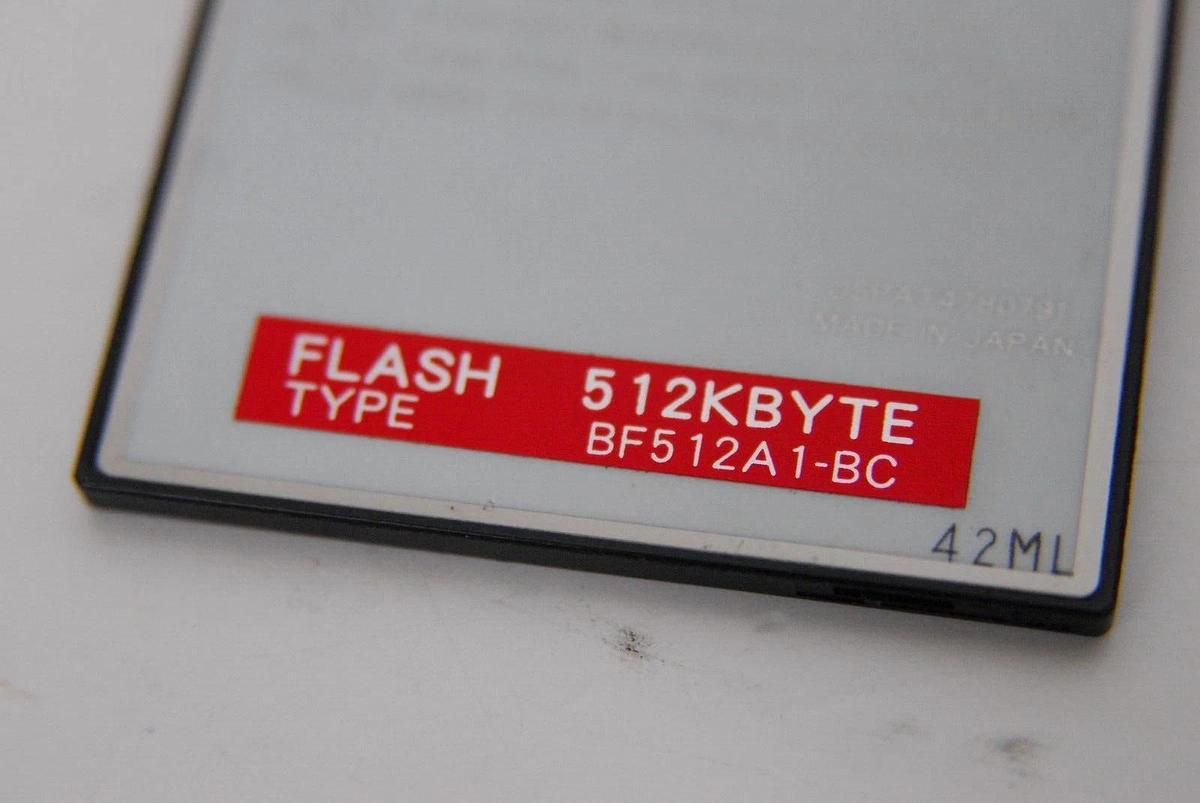 MADE IN JAPAN
FLASH 512KBYTE
TYPE BF512A1-BC
42ML